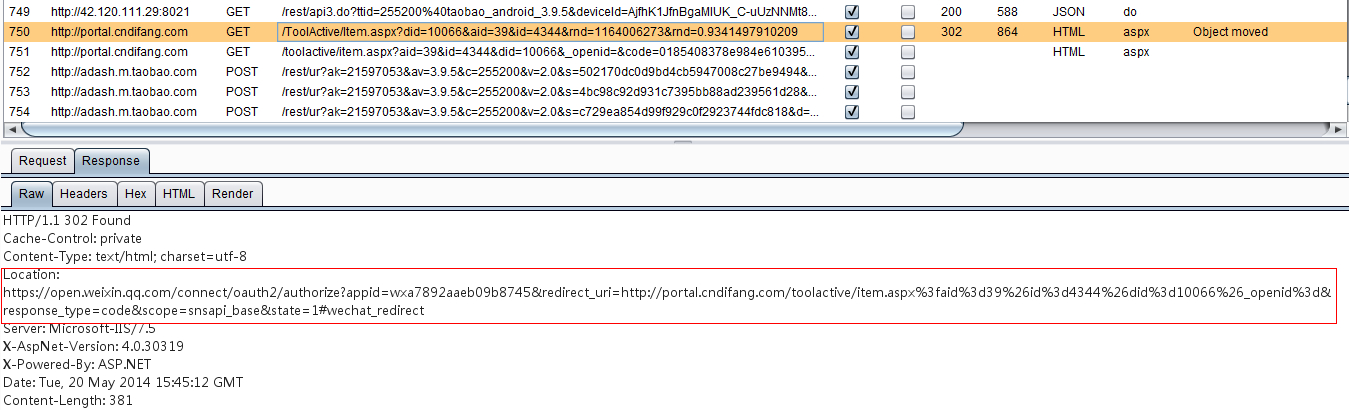 749 http://42.120.111.29:8021 GET /rest/api3.do?ttid=255200%40taobao_android_3.9.5&deviceId=AjfhK1JfnBgaMIUK_C-uUzNNMt8... 200 588 JSON do
750 http://portal.cndifang.com GET /ToolActive/Item.aspx?did=10066&aid=39&id=4344&rnd=1164006273&rnd=0.9341497910209 302 864 HTML aspx Object moved
751 http://portal.cndifang.com GET /toolactive/item.aspx?aid=39&id=4344&did=10066&_openid=&code=0185408378e984e610395... HTML aspx
752 http://adash.m.taobao.com POST /rest/ur?ak=21597053&av=3.9.5&c=255200&v=2.0&s=502170dc0d9bd4cb5947008c27be9494&...
753 http://adash.m.taobao.com POST /rest/ur?ak=21597053&av=3.9.5&c=255200&v=2.0&s=4bc98c92d931c7395bb88ad239561d28&...
754 http://adash.m.taobao.com POST /rest/ur?ak=21597053&av=3.9.5&c=255200&v=2.0&s=c729ea854d99f929c0f2923744fdc818&d=...
Request Response
Raw Headers Hex HTML Render
HTTP/1.1 302 Found
Cache-Control: private
Content-Type: text/html; charset=utf-8
Location:
https://open.weixin.qq.com/connect/oauth2/authorize?appid=wxa7892aaeb09b8745&redirect_uri=http://portal.cndifang.com/toolactive/item.aspx%3faid%3d39%26id%3d4344%26did%3d10066%26_openid%3d&
response_type=code&scope=snsapi_base&state=1#wechat_redirect
Server: Microsoft-IIS/7.5
X-AspNet-Version: 4.0.30319
X-Powered-By: ASP.NET
Date: Tue, 20 May 2014 15:45:12 GMT
Content-Length: 381